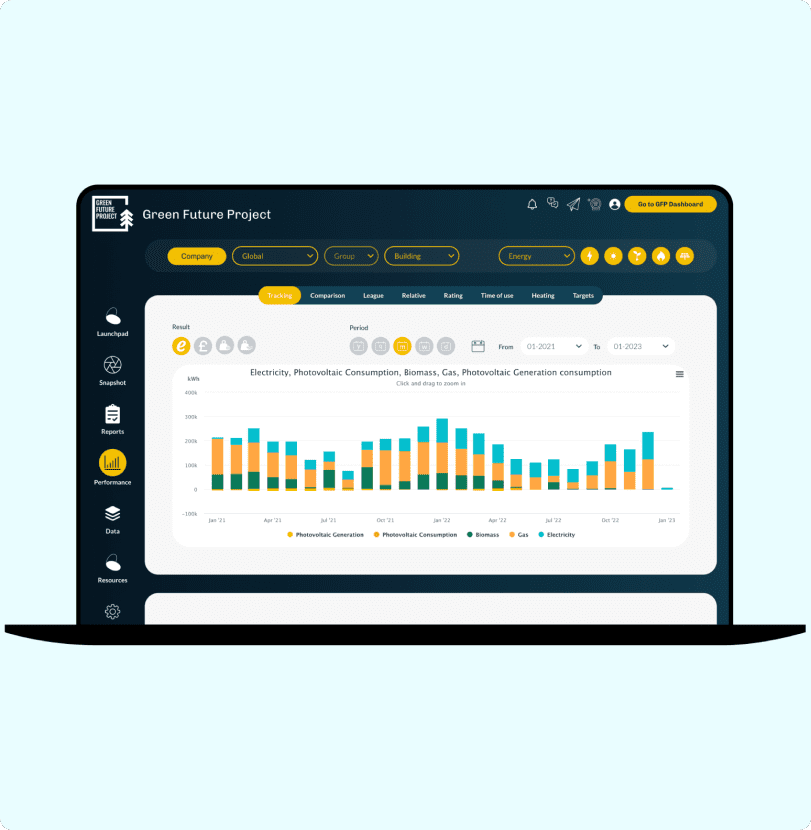 GREEN
FUTURE
PROJECT
Green Future Project
Go to GFP Dashboard
Company
Global
Group
Building
Energy
Tracking
Comparison
League
Relative
Rating
Time of use
Heating
Targets
Launchpad
Snapshot
Reports
Performance
Data
Resources
Result
Period
From
01-2021
To
01-2023
Electricity, Photovoltaic Consumption, Biomass, Gas, Photovoltaic Generation consumption
Click and drag to zoom in
kWh
400k
300k
200k
100k
0
-100k
Jan '21
Apr '21
Jul '21
Oct '21
Jan '22
Apr '22
Jul '22
Oct '22
Jan '23
Photovoltaic Generation
Photovoltaic Consumption
Biomass
Gas
Electricity